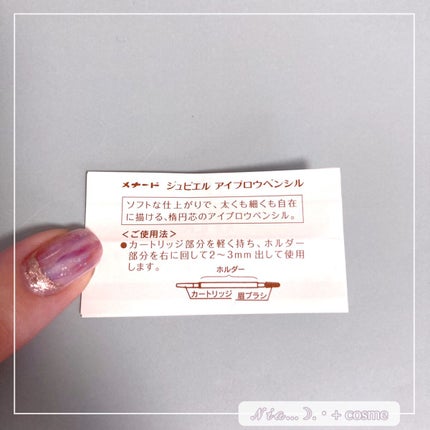 メナード ジュピエル アイブロウペンシル
ソフトな仕上がりで、太くも細くも自在
に描ける、楕円芯のアイブロウペンシル。
<ご使用法>
●カートリッジ部分を軽く持ち、ホルダー
部分を右に回して2〜3mm出して使用
します。
ホルダー
カートリッジ 眉ブラシ
Nia...☽・+ cosme